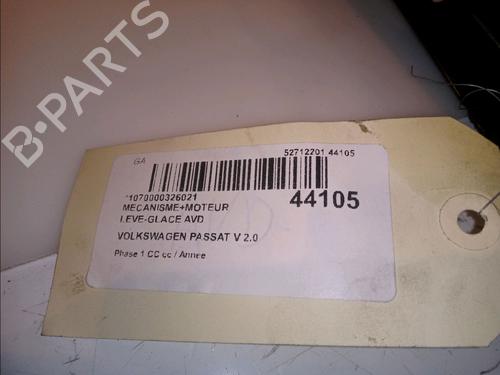 B-PARTS
GA 52712201 44105
*1070000326021 44105
MECANISME+MOTEUR
LEVE-GLACE AVD
VOLKSWAGEN PASSAT V 2.0
Phase 1 CC cc / Annee